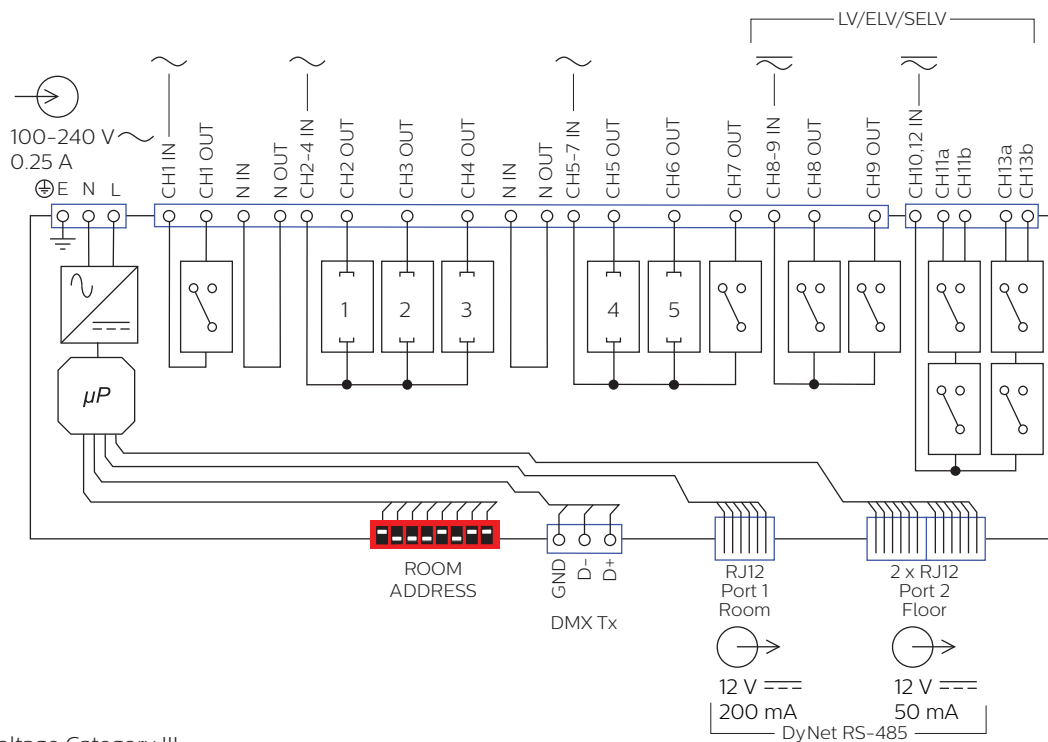 LV/ELV/SELV
100-240 V
0.25 A
E N L
CH1 IN
CH1 OUT
N IN
N OUT
CH2-4 IN
CH2 OUT
CH3 OUT
CH4 OUT
N IN
N OUT
CH5-7 IN
CH5 OUT
CH6 OUT
CH7 OUT
CH8-9 IN
CH8 OUT
CH9 OUT
CH10,12 IN
CH11a
CH11b
CH13a
CH13b
1 2 3 4 5
µP
ROOM
ADDRESS
GND
D-
D+
DMX Tx
RJ12
Port 1
Room
12 V
200 mA
2 x RJ12
Port 2
Floor
12 V
50 mA
DyNet RS-485
Category III